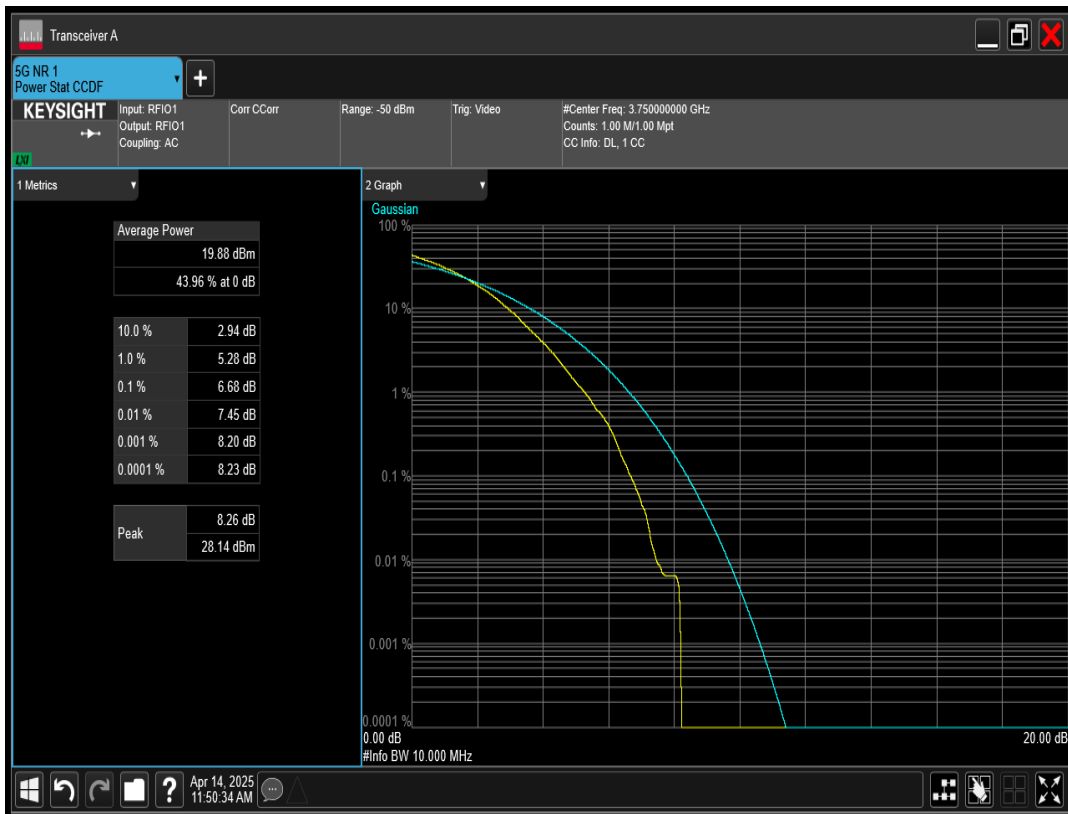 Transceiver A
5G NR 1
Power Stat CCDF
+
KEYSIGHT
LXI
Input: RFIO1
Output: RFIO1
Coupling: AC
Corr CCorr
Range: -50 dBm
Trig: Video
#Center Freq: 3.750000000 GHz
Counts: 1.00 M/1.00 Mpt
CC Info: DL, 1 CC
1 Metrics
Average Power
19.88 dBm
43.96 % at 0 dB
10.0 % 2.94 dB
1.0 % 5.28 dB
0.1 % 6.68 dB
0.01 % 7.45 dB
0.001 % 8.20 dB
0.0001 % 8.23 dB
Peak
8.26 dB
28.14 dBm
2 Graph
Gaussian
100 %
10 %
1 %
0.1 %
0.01 %
0.001 %
0.0001 %
0.00 dB
20.00 dB
#Info BW 10.000 MHz
?
Apr 14, 2025
11:50:34 AM